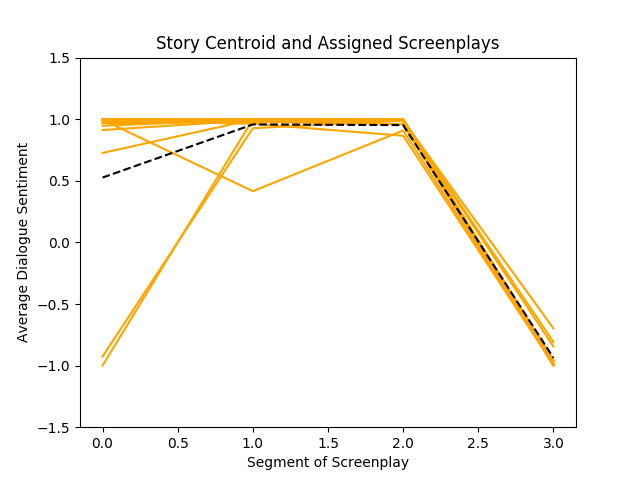 Story Centroid and Assigned Screenplays
1.5
1.0
0.5
0.0
−0.5
−1.0
−1.5
Average Dialogue Sentiment
0.0 0.5 1.0 1.5 2.0 2.5 3.0
Segment of Screenplay